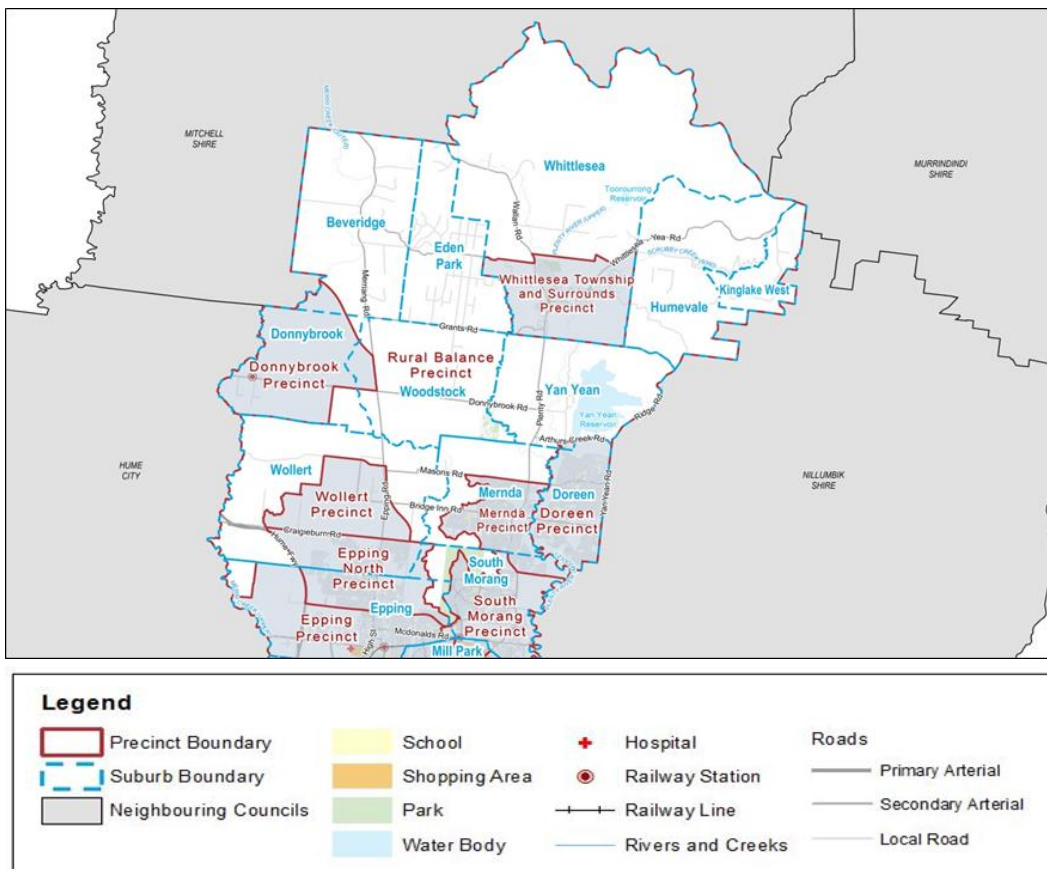 MITCHELL
SHIRE
MURRINDINDI
SHIRE
HUME
CITY
NILLUMBIK
SHIRE
Whittlesea
Toorourrong
Reservoir
Wallan Rd
Beveridge
Eden
Park
Merriang Rd
Whittlesea - Yea Rd
Whittlesea Township
and Surrounds
Precinct
Humevale
Kinglake West
Grants Rd
Donnybrook
Donnybrook
Precinct
Rural Balance
Precinct
Woodstock
Yan Yean
Donnybrook Rd
Plenty Rd
Yan Yean
Reservoir
Ridge Rd
Arthurs Creek Rd
Wollert
Masons Rd
Wollert
Precinct
Epping Rd
Bridge Inn Rd
Mernda
Mernda
Precinct
Doreen
Doreen
Precinct
Yan Yean Rd
Craigieburn Rd
Hume Fwy
Epping
North
Precinct
South
Morang
Epping
South
Morang
Precinct
Epping
Precinct
High St
Mcdonalds Rd
Mill Park
Legend
Precinct Boundary
Suburb Boundary
Neighbouring Councils
School
Shopping Area
Park
Water Body
Hospital
Railway Station
Railway Line
Rivers and Creeks
Roads
Primary Arterial
Secondary Arterial
Local Road